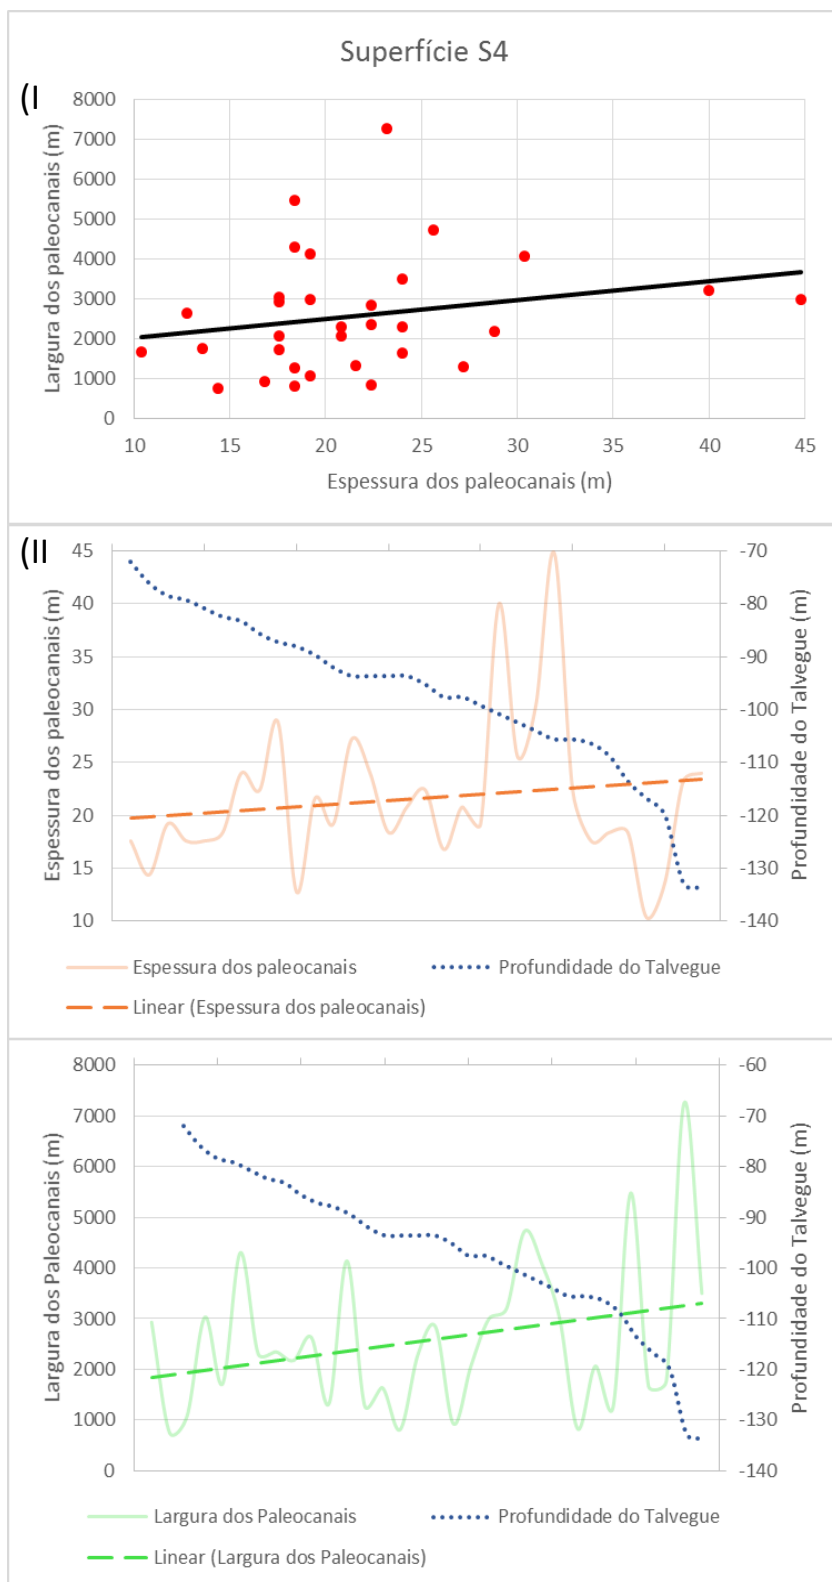 Superfície S4
(I
8000
7000
6000
5000
4000
3000
2000
1000
0
Largura dos paleocanais (m)
10 15 20 25 30 35 40 45
Espessura dos paleocanais (m)
(II
45
40
35
30
25
20
15
10
Espessura dos paleocanais (m)
-70
-80
-90
-100
-110
-120
-130
-140
Profundidade do Talvegue (m)
Espessura dos paleocanais
Profundidade do Talvegue
Linear (Espessura dos paleocanais)
8000
7000
6000
5000
4000
3000
2000
1000
0
Largura dos Paleocanais (m)
-60
-70
-80
-90
-100
-110
-120
-130
-140
Profundidade do Talvegue (m)
Largura dos Paleocanais
Profundidade do Talvegue
Linear (Largura dos Paleocanais)